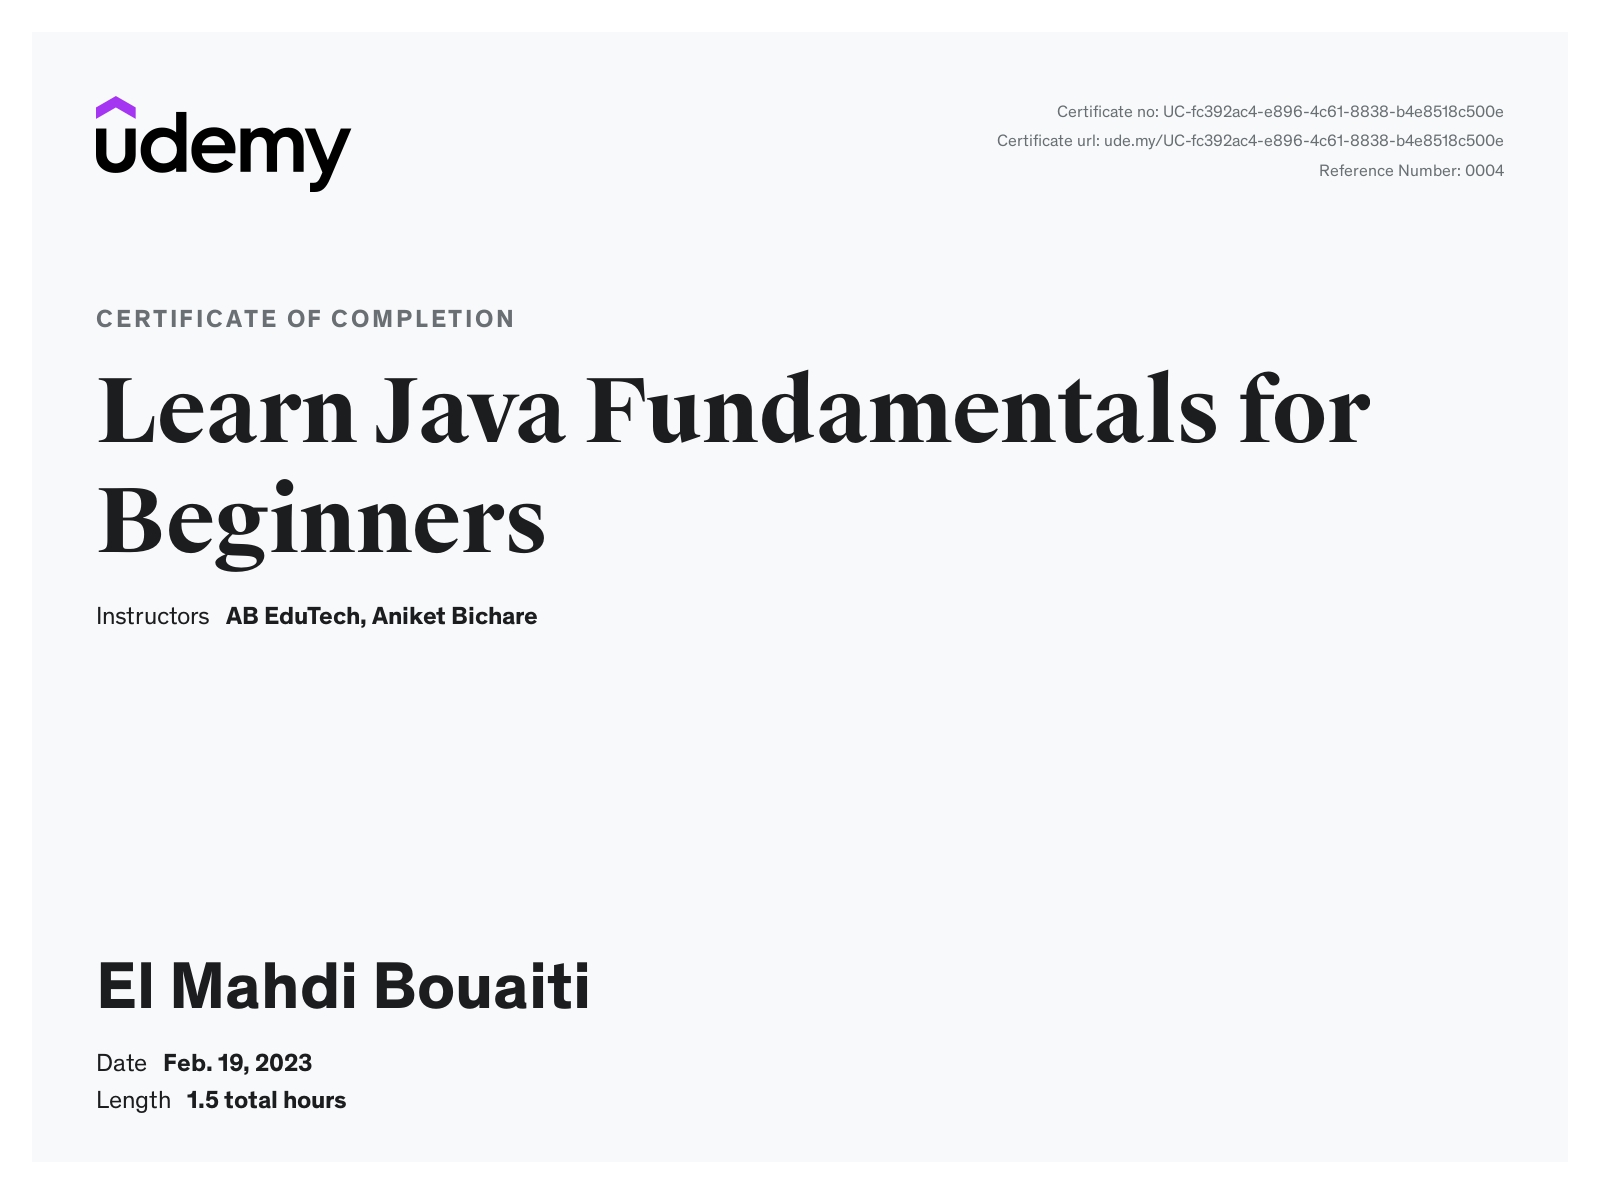 udemy
Certificate no: UC-fc392ac4-e896-4c61-8838-b4e8518c500e
Certificate url: ude.my/UC-fc392ac4-e896-4c61-8838-b4e8518c500e
Reference Number: 0004
CERTIFICATE OF COMPLETION
Learn Java Fundamentals for
Beginners
Instructors AB EduTech, Aniket Bichare
El Mahdi Bouaiti
Date Feb. 19, 2023
Length 1.5 total hours